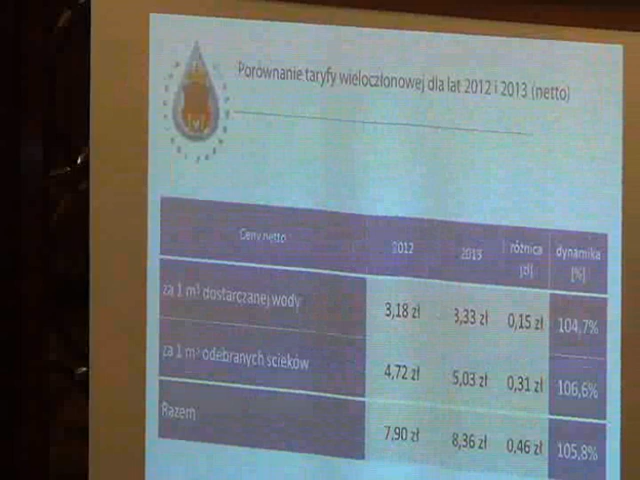 Porównanie taryfy wieloczłonowej dla lat 2012 i 2013 (netto)
Ceny netto 2012 2013 różnica [zł] dynamika [%]
za 1 m³ dostarczanej wody 3,18 zł 3,33 zł 0,15 zł 104,7%
za 1 m³ odebranych ścieków 4,72 zł 5,03 zł 0,31 zł 106,6%
Razem 7,90 zł 8,36 zł 0,46 zł 105,8%